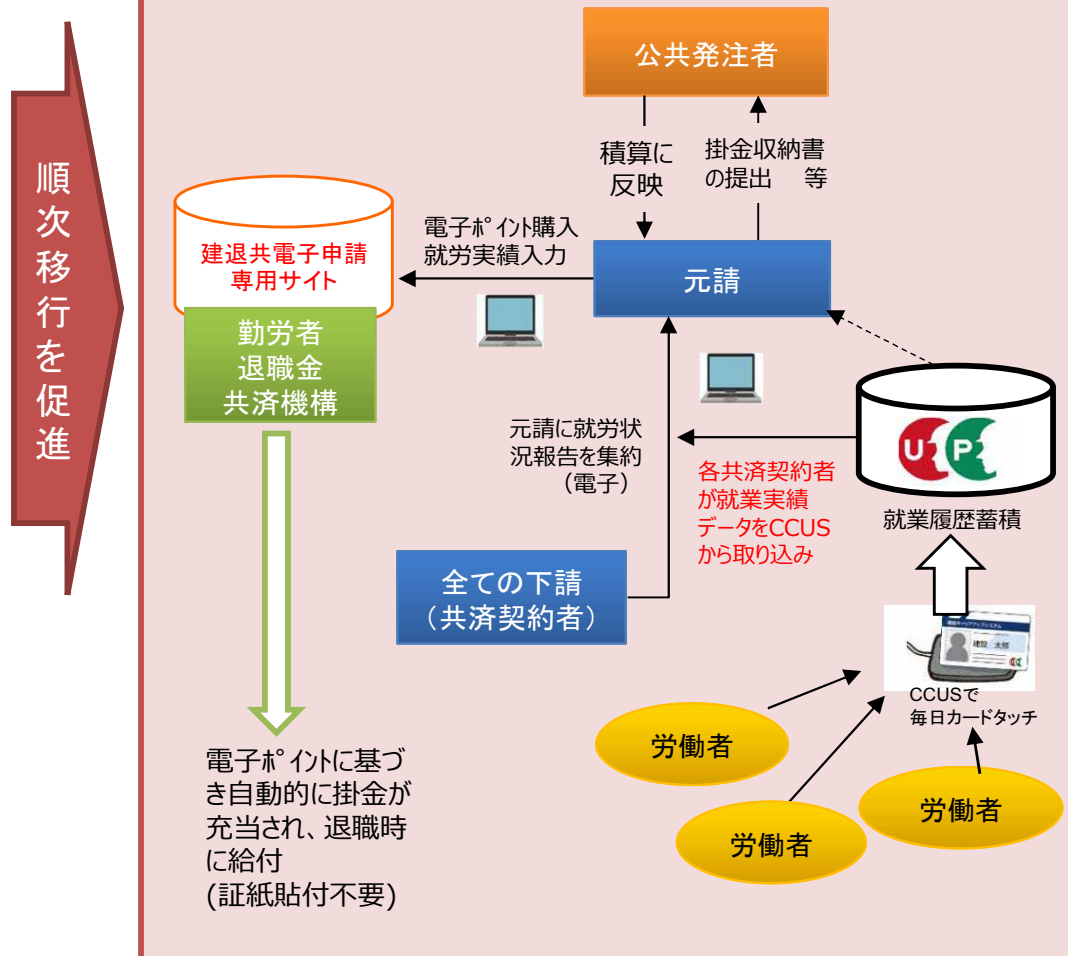 順次移行を促進
公共発注者
積算に
反映
掛金収納書
の提出　等
電子ﾎﾟｲﾝﾄ購入
就労実績入力
建退共電子申請
専用サイト
元請
勤労者
退職金
共済機構
元請に就労状
況報告を集約
（電子）
各共済契約者
が就業実績
データをCCUS
から取り込み
U P
就業履歴蓄積
全ての下請
（共済契約者）
建設 太郎
CCUSで
毎日カードタッチ
労働者
労働者
労働者
電子ﾎﾟｲﾝﾄに基づ
き自動的に掛金が
充当され、退職時
に給付
(証紙貼付不要)